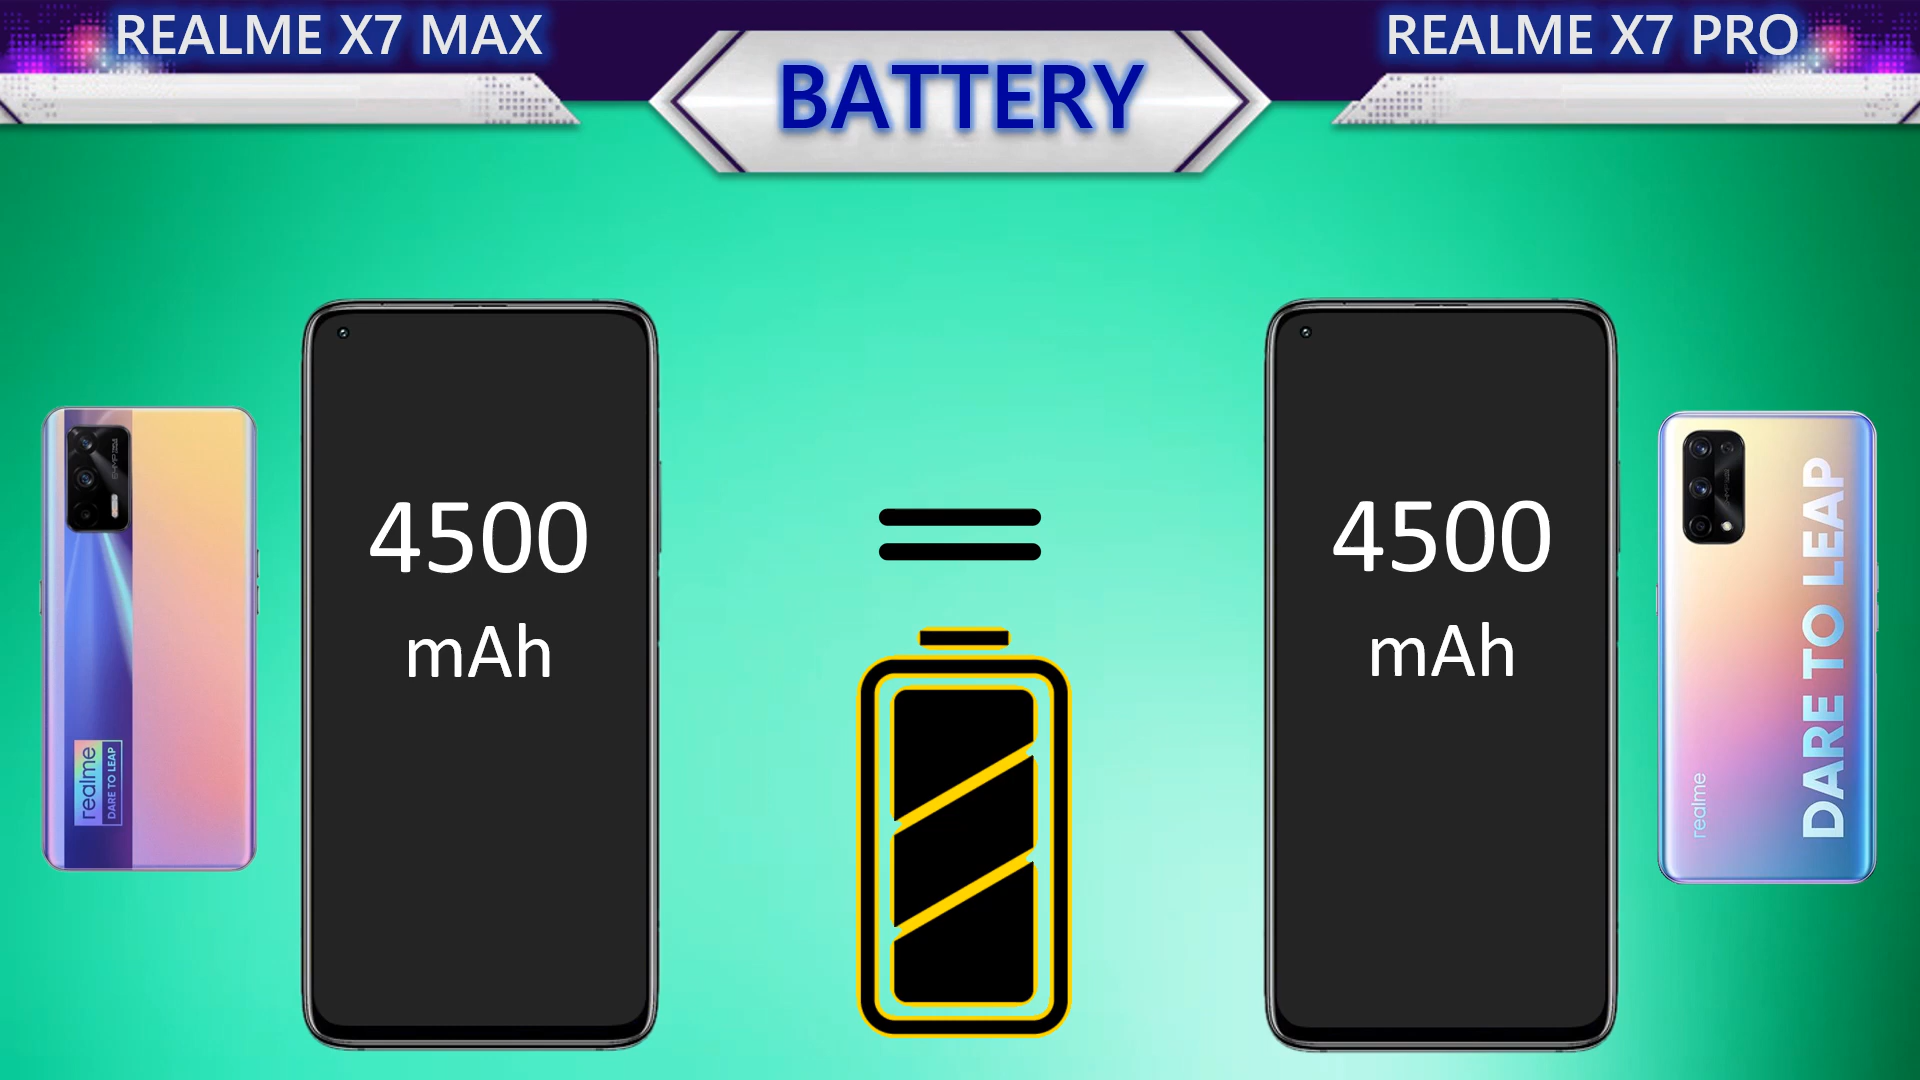 REALME X7 MAX
BATTERY
REALME X7 PRO
4500
mAh
4500
mAh
realme
DARE TO LEAP
realme
DARE TO LEAP